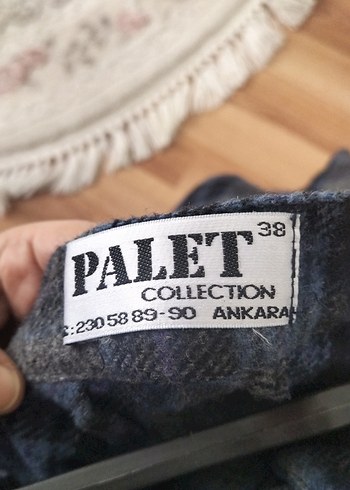 PALET 38
COLLECTION
: 230 58 89-90 ANKARA